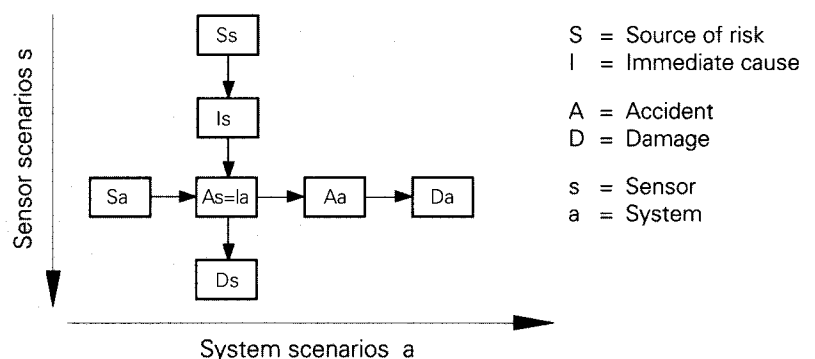 Sensor scenarios s
Ss
Is
Sa
As=Ia
Aa
Da
Ds
System scenarios a
S = Source of risk
I = Immediate cause
A = Accident
D = Damage
s = Sensor
a = System